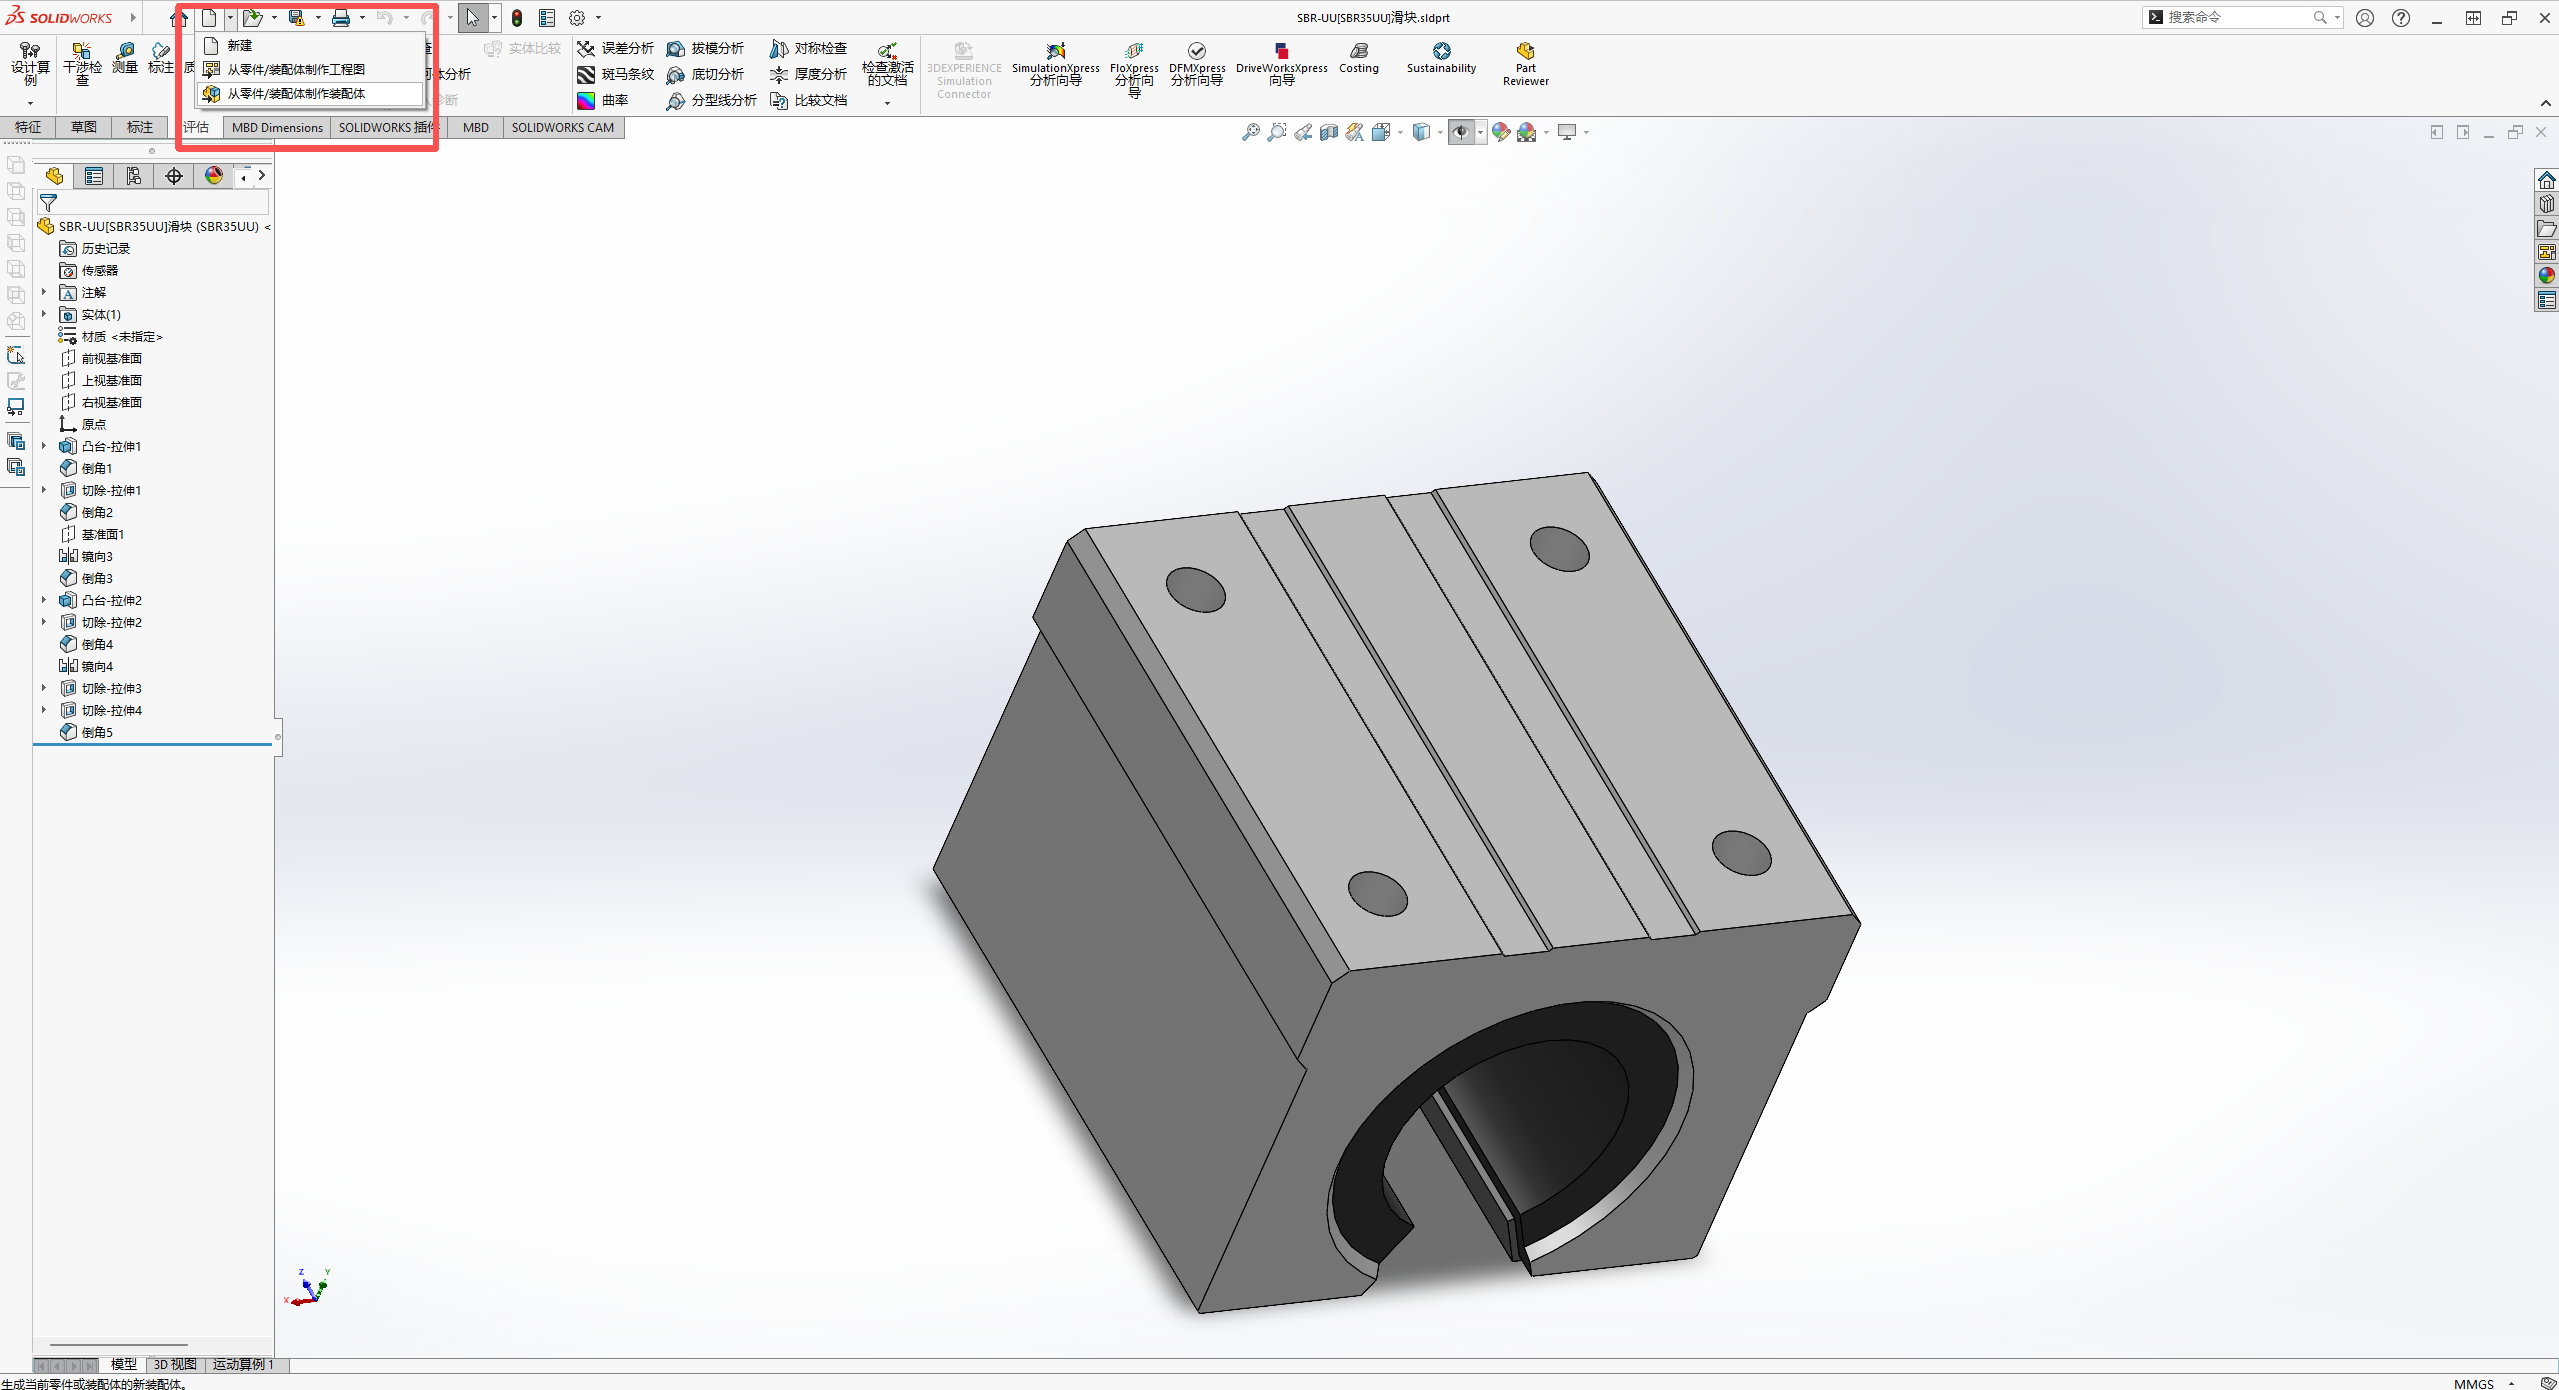 SOLIDWORKS
SBR-UU[SBR35UU]滑块.sldprt
搜索命令
新建
从零件/装配体制作工程图
从零件/装配体制作装配体
设计算例
干涉检查
测量
标注
质
查
体分析
诊断
实体比较
误差分析
斑马条纹
曲率
拔模分析
底切分析
分型线分析
对称检查
厚度分析
比较文档
检查激活的文档
3DEXPERIENCE
Simulation
Connector
SimulationXpress
分析向导
FloXpress
分析向
导
DFMXpress
分析向导
DriveWorksXpress
向导
Costing
Sustainability
Part
Reviewer
特征
草图
标注
评估
MBD Dimensions
SOLIDWORKS 插件
MBD
SOLIDWORKS CAM
SBR-UU[SBR35UU]滑块 (SBR35UU) <
历史记录
传感器
注解
实体(1)
材质 <未指定>
前视基准面
上视基准面
右视基准面
原点
凸台-拉伸1
倒角1
切除-拉伸1
倒角2
基准面1
镜向3
倒角3
凸台-拉伸2
切除-拉伸2
倒角4
镜向4
切除-拉伸3
切除-拉伸4
倒角5
Z
Y
X
模型
3D 视图
运动算例 1
生成当前零件或装配体的新装配体。
MMGS